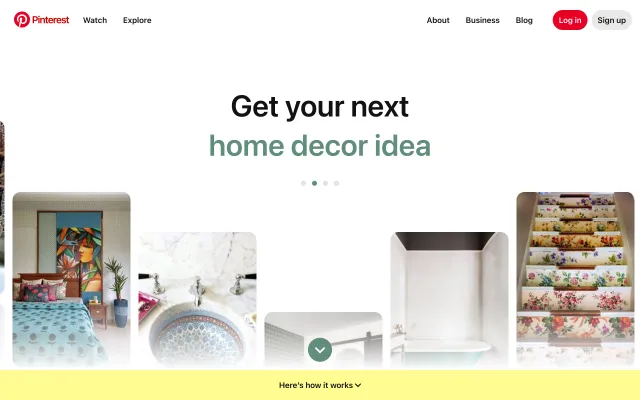 Pinterest Watch Explore About Business Blog Log in Sign up
Get your next
home decor idea
Here's how it works